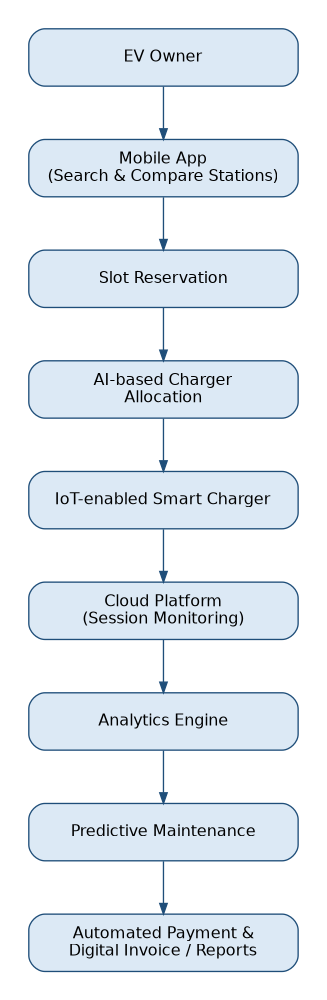 EV Owner
Mobile App
(Search & Compare Stations)
Slot Reservation
AI-based Charger
Allocation
IoT-enabled Smart Charger
Cloud Platform
(Session Monitoring)
Analytics Engine
Predictive Maintenance
Automated Payment &
Digital Invoice / Reports